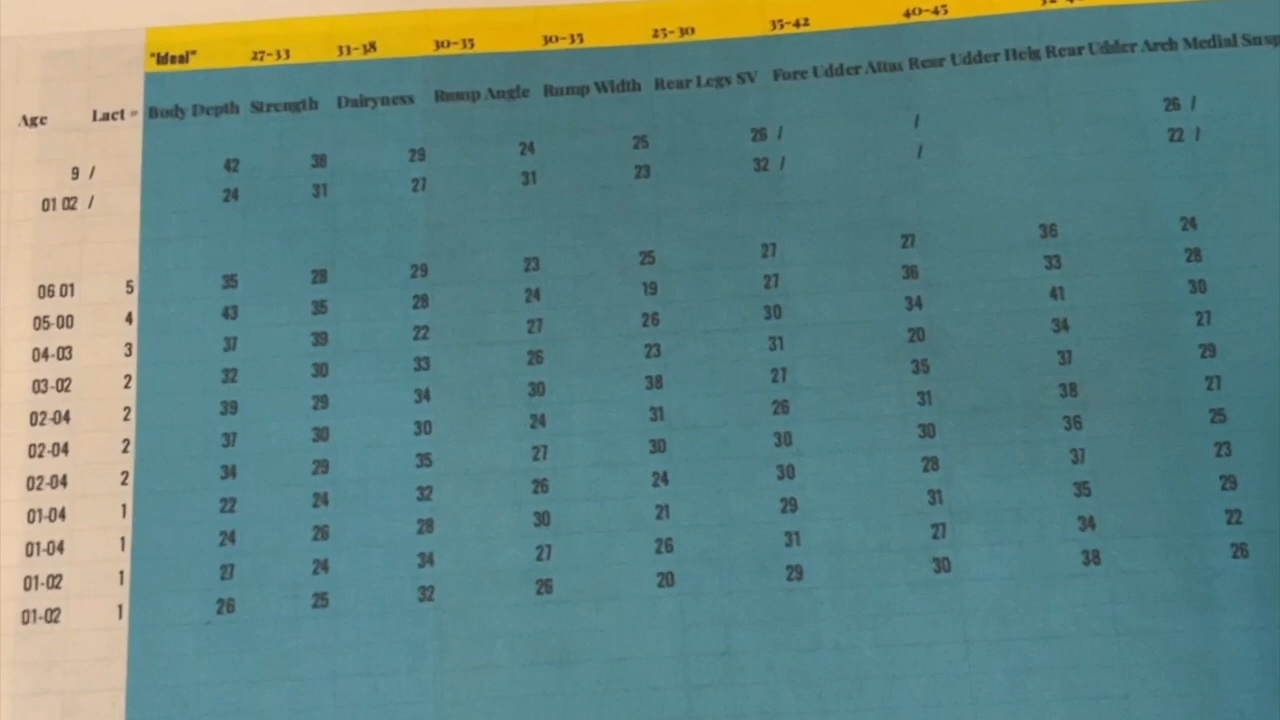 "Ideal" 27-33 33-38 30-35 30-35 25-30 35-42 40-45
Age Lact = Body Depth Strength Dairyness Rump Angle Rump Width Rear Legs SV Fore Udder Attac Rear Udder Heig Rear Udder Arch Medial Susp
9 / 42 38 29 24 25 26 / / 26 /
01 02 / 24 31 27 31 23 32 / / 22 /
06 01 5 35 28 29 23 25 27 27 36 24
05-00 4 43 35 28 24 19 27 36 33 28
04-03 3 37 39 22 27 26 30 34 41 30
03-02 2 32 30 33 26 23 31 20 34 27
02-04 2 39 29 34 30 38 27 35 37 29
02-04 2 37 30 30 24 31 26 31 38 27
02-04 2 34 29 35 27 30 30 30 36 25
01-04 1 22 24 32 26 24 30 28 37 23
01-04 1 24 26 28 30 21 29 31 35 29
01-02 1 27 24 34 27 26 31 27 34 22
01-02 1 26 25 32 26 20 29 30 38 26